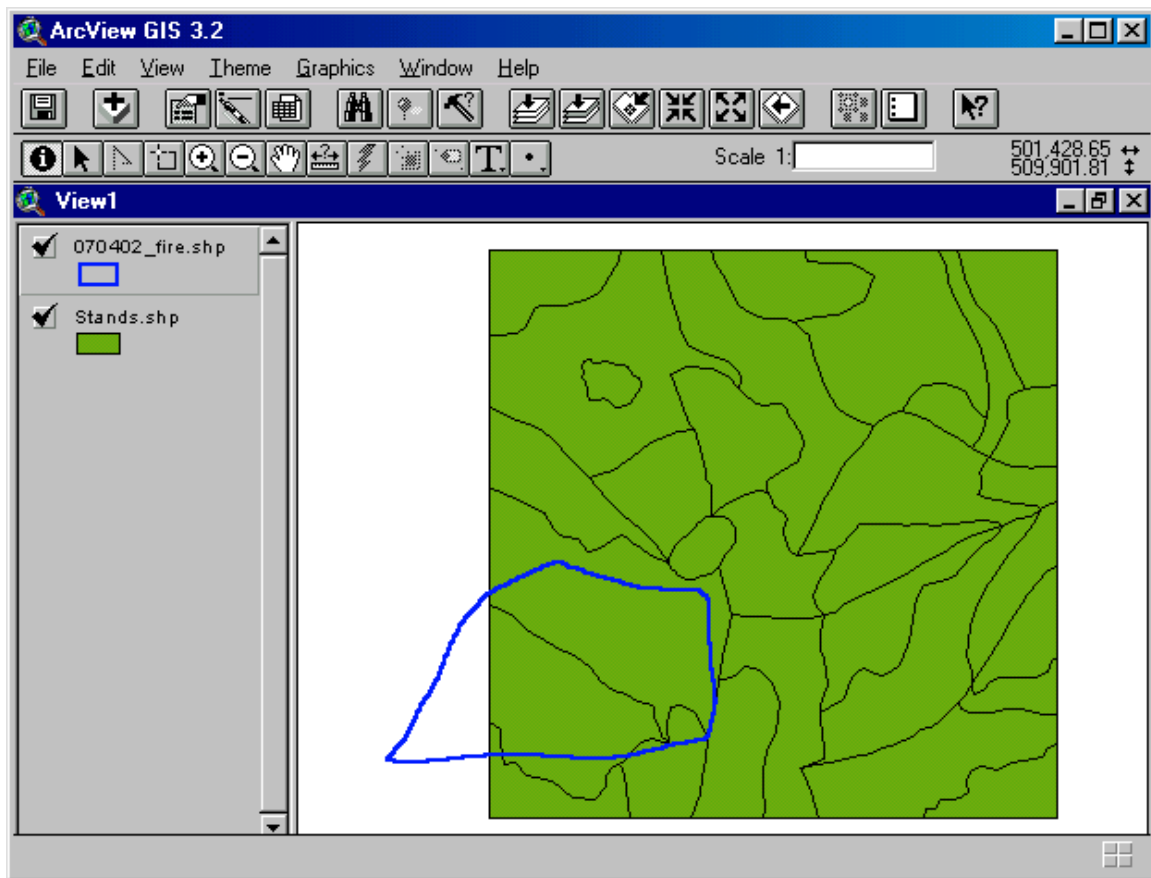 ArcView GIS 3.2
File Edit View Theme Graphics Window Help
T
Scale 1: 501,428.65
509,901.81
View1
070402_fire.shp
Stands.shp